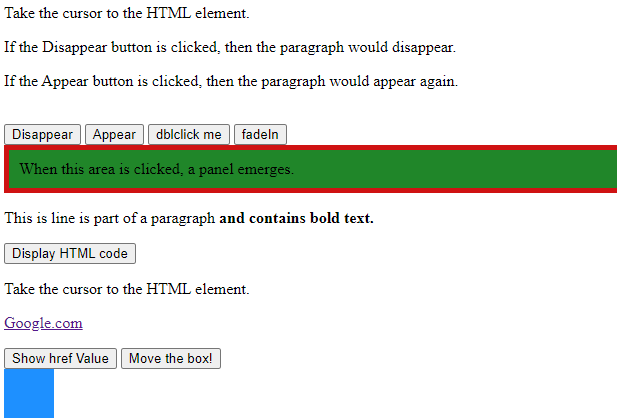 Take the cursor to the HTML element.
If the Disappear button is clicked, then the paragraph would disappear.
If the Appear button is clicked, then the paragraph would appear again.
Disappear Appear dblclick me fadeIn
When this area is clicked, a panel emerges.
This is line is part of a paragraph and contains bold text.
Display HTML code
Take the cursor to the HTML element.
Google.com
Show href Value Move the box!